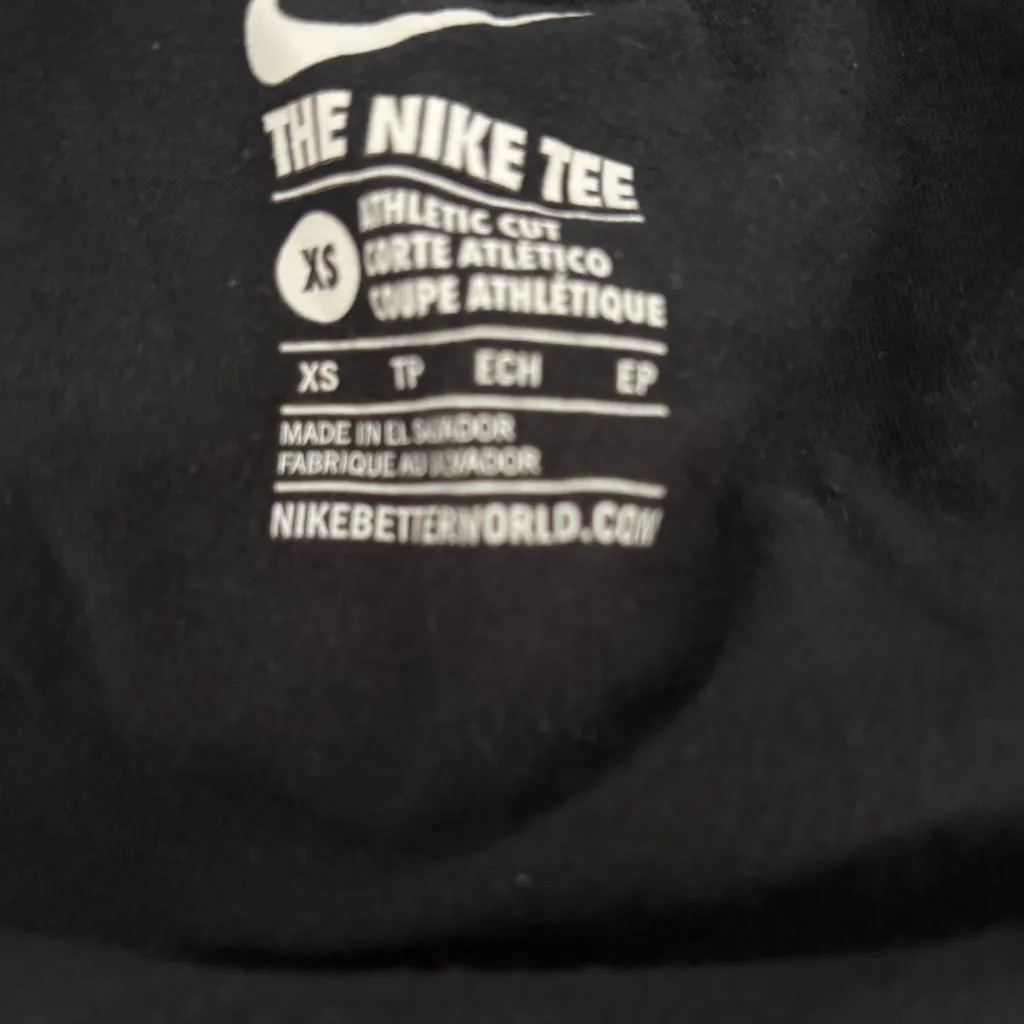 THE NIKE TEE
XS
ATHLETIC CUT
CORTE ATLÉTICO
COUPE ATHLÉTIQUE
XS TP ECH EP
MADE IN EL SALVADOR
FABRIQUE AU SALVADOR
NIKEBETTERWORLD.COM